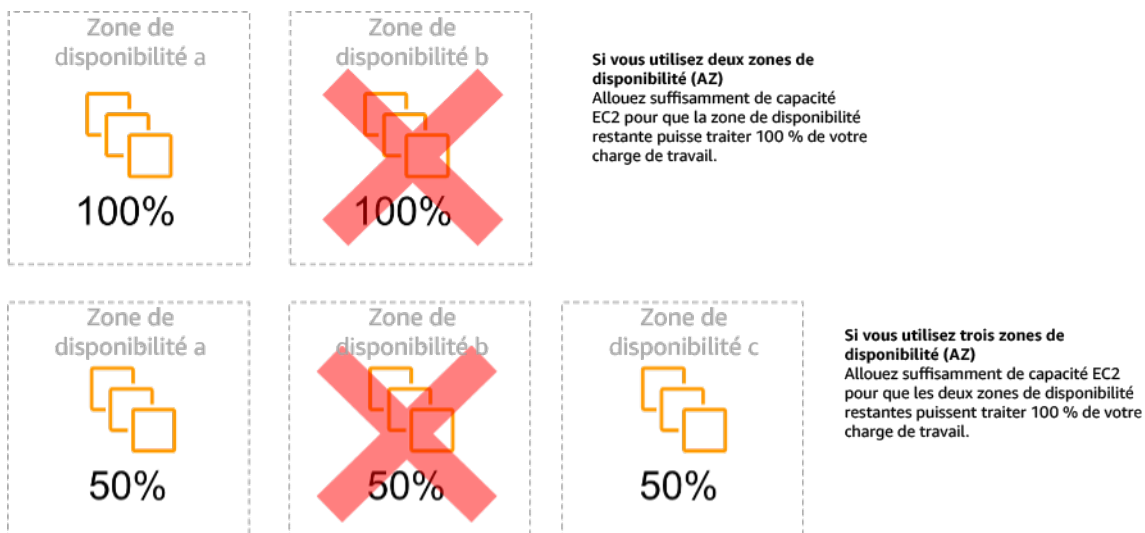 Zone de
disponibilité a
100%
Zone de
disponibilité b
100%
Si vous utilisez deux zones de
disponibilité (AZ)
Allouez suffisamment de capacité
EC2 pour que la zone de disponibilité
restante puisse traiter 100 % de votre
charge de travail.
Zone de
disponibilité a
50%
Zone de
disponibilité b
50%
Zone de
disponibilité c
50%
Si vous utilisez trois zones de
disponibilité (AZ)
Allouez suffisamment de capacité EC2
pour que les deux zones de disponibilité
restantes puissent traiter 100 % de votre
charge de travail.